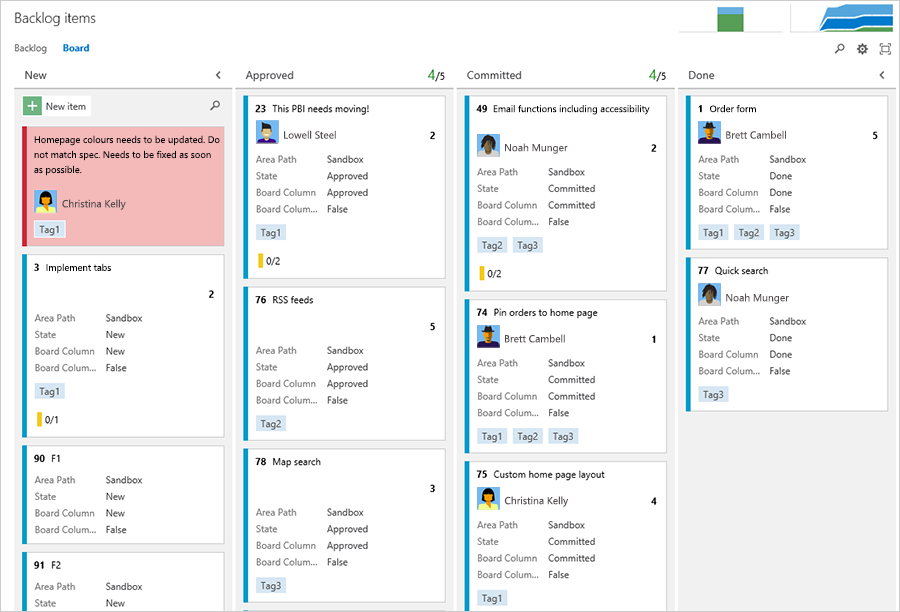 Backlog items
Backlog Board
New
New item
Homepage colours needs to be updated. Do
not match spec. Needs to be fixed as soon
as possible.
Christina Kelly
Tag1
3 Implement tabs
2
Area Path Sandbox
State New
Board Column New
Board Colum... False
Tag1
0/1
90 F1
Area Path Sandbox
State New
Board Column New
Board Colum... False
91 F2
Area Path Sandbox
State New
Approved 4/5
23 This PBI needs moving!
Lowell Steel 2
Area Path Sandbox
State Approved
Board Column Approved
Board Colum... False
Tag1
0/2
76 RSS feeds
5
Area Path Sandbox
State Approved
Board Column Approved
Board Colum... False
Tag2
78 Map search
3
Area Path Sandbox
State Approved
Board Column Approved
Board Colum... False
Tag3
Committed 4/5
49 Email functions including accessibility
Noah Munger 2
Area Path Sandbox
State Committed
Board Column Committed
Board Colum... False
Tag2 Tag3
0/2
74 Pin orders to home page
Brett Cambell 1
Area Path Sandbox
State Committed
Board Column Committed
Board Colum... False
Tag1 Tag2 Tag3
75 Custom home page layout
Christina Kelly 4
Area Path Sandbox
State Committed
Board Column Committed
Board Colum... False
Tag1
Done
1 Order form
Brett Cambell 5
Area Path Sandbox
State Done
Board Column Done
Board Colum... False
Tag1 Tag2 Tag3
77 Quick search
Noah Munger
Area Path Sandbox
State Done
Board Column Done
Board Colum... False
Tag3